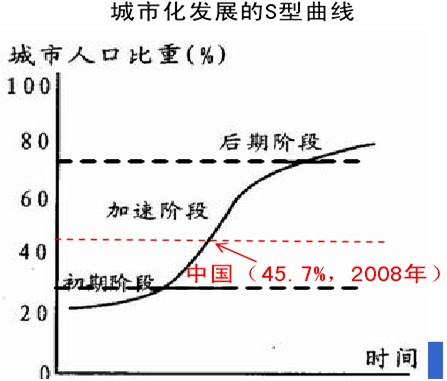 城市化发展的S型曲线
城市人口比重(%)
100
80
后期阶段
60
加速阶段
40
中国（45.7%，2008年）
初期阶段
20
时间
0